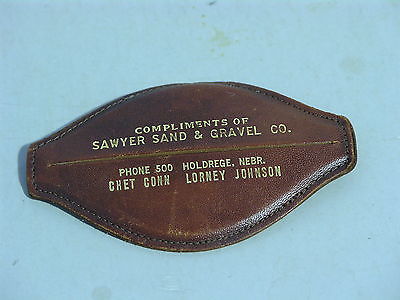 COMPLIMENTS OF
SAWYER SAND & GRAVEL CO.
PHONE 500 HOLDREGE, NEBR.
CHET CONN LORNEY JOHNSON